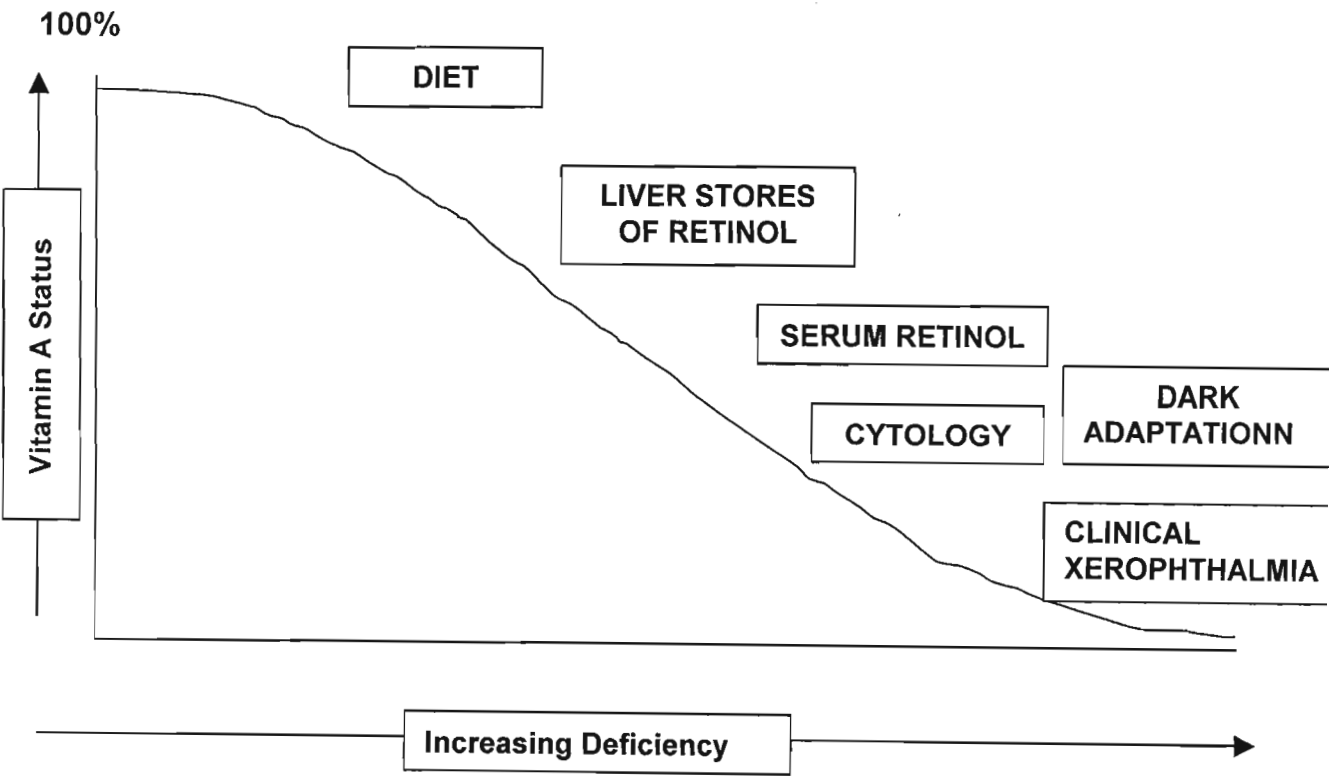 100%
DIET
LIVER STORES
OF RETINOL
Vitamin A Status
SERUM RETINOL
DARK
ADAPTATIONN
CYTOLOGY
CLINICAL
XEROPHTHALMIA
Increasing Deficiency